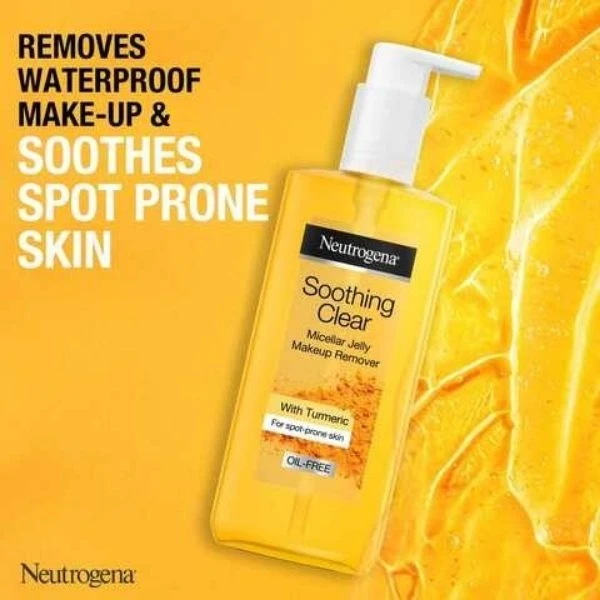 REMOVES
WATERPROOF
MAKE-UP &
SOOTHES
SPOT PRONE
SKIN
Neutrogena®
Soothing
Clear
Micellar Jelly
Makeup Remover
With Turmeric
For spot-prone skin
OIL-FREE
Neutrogena®